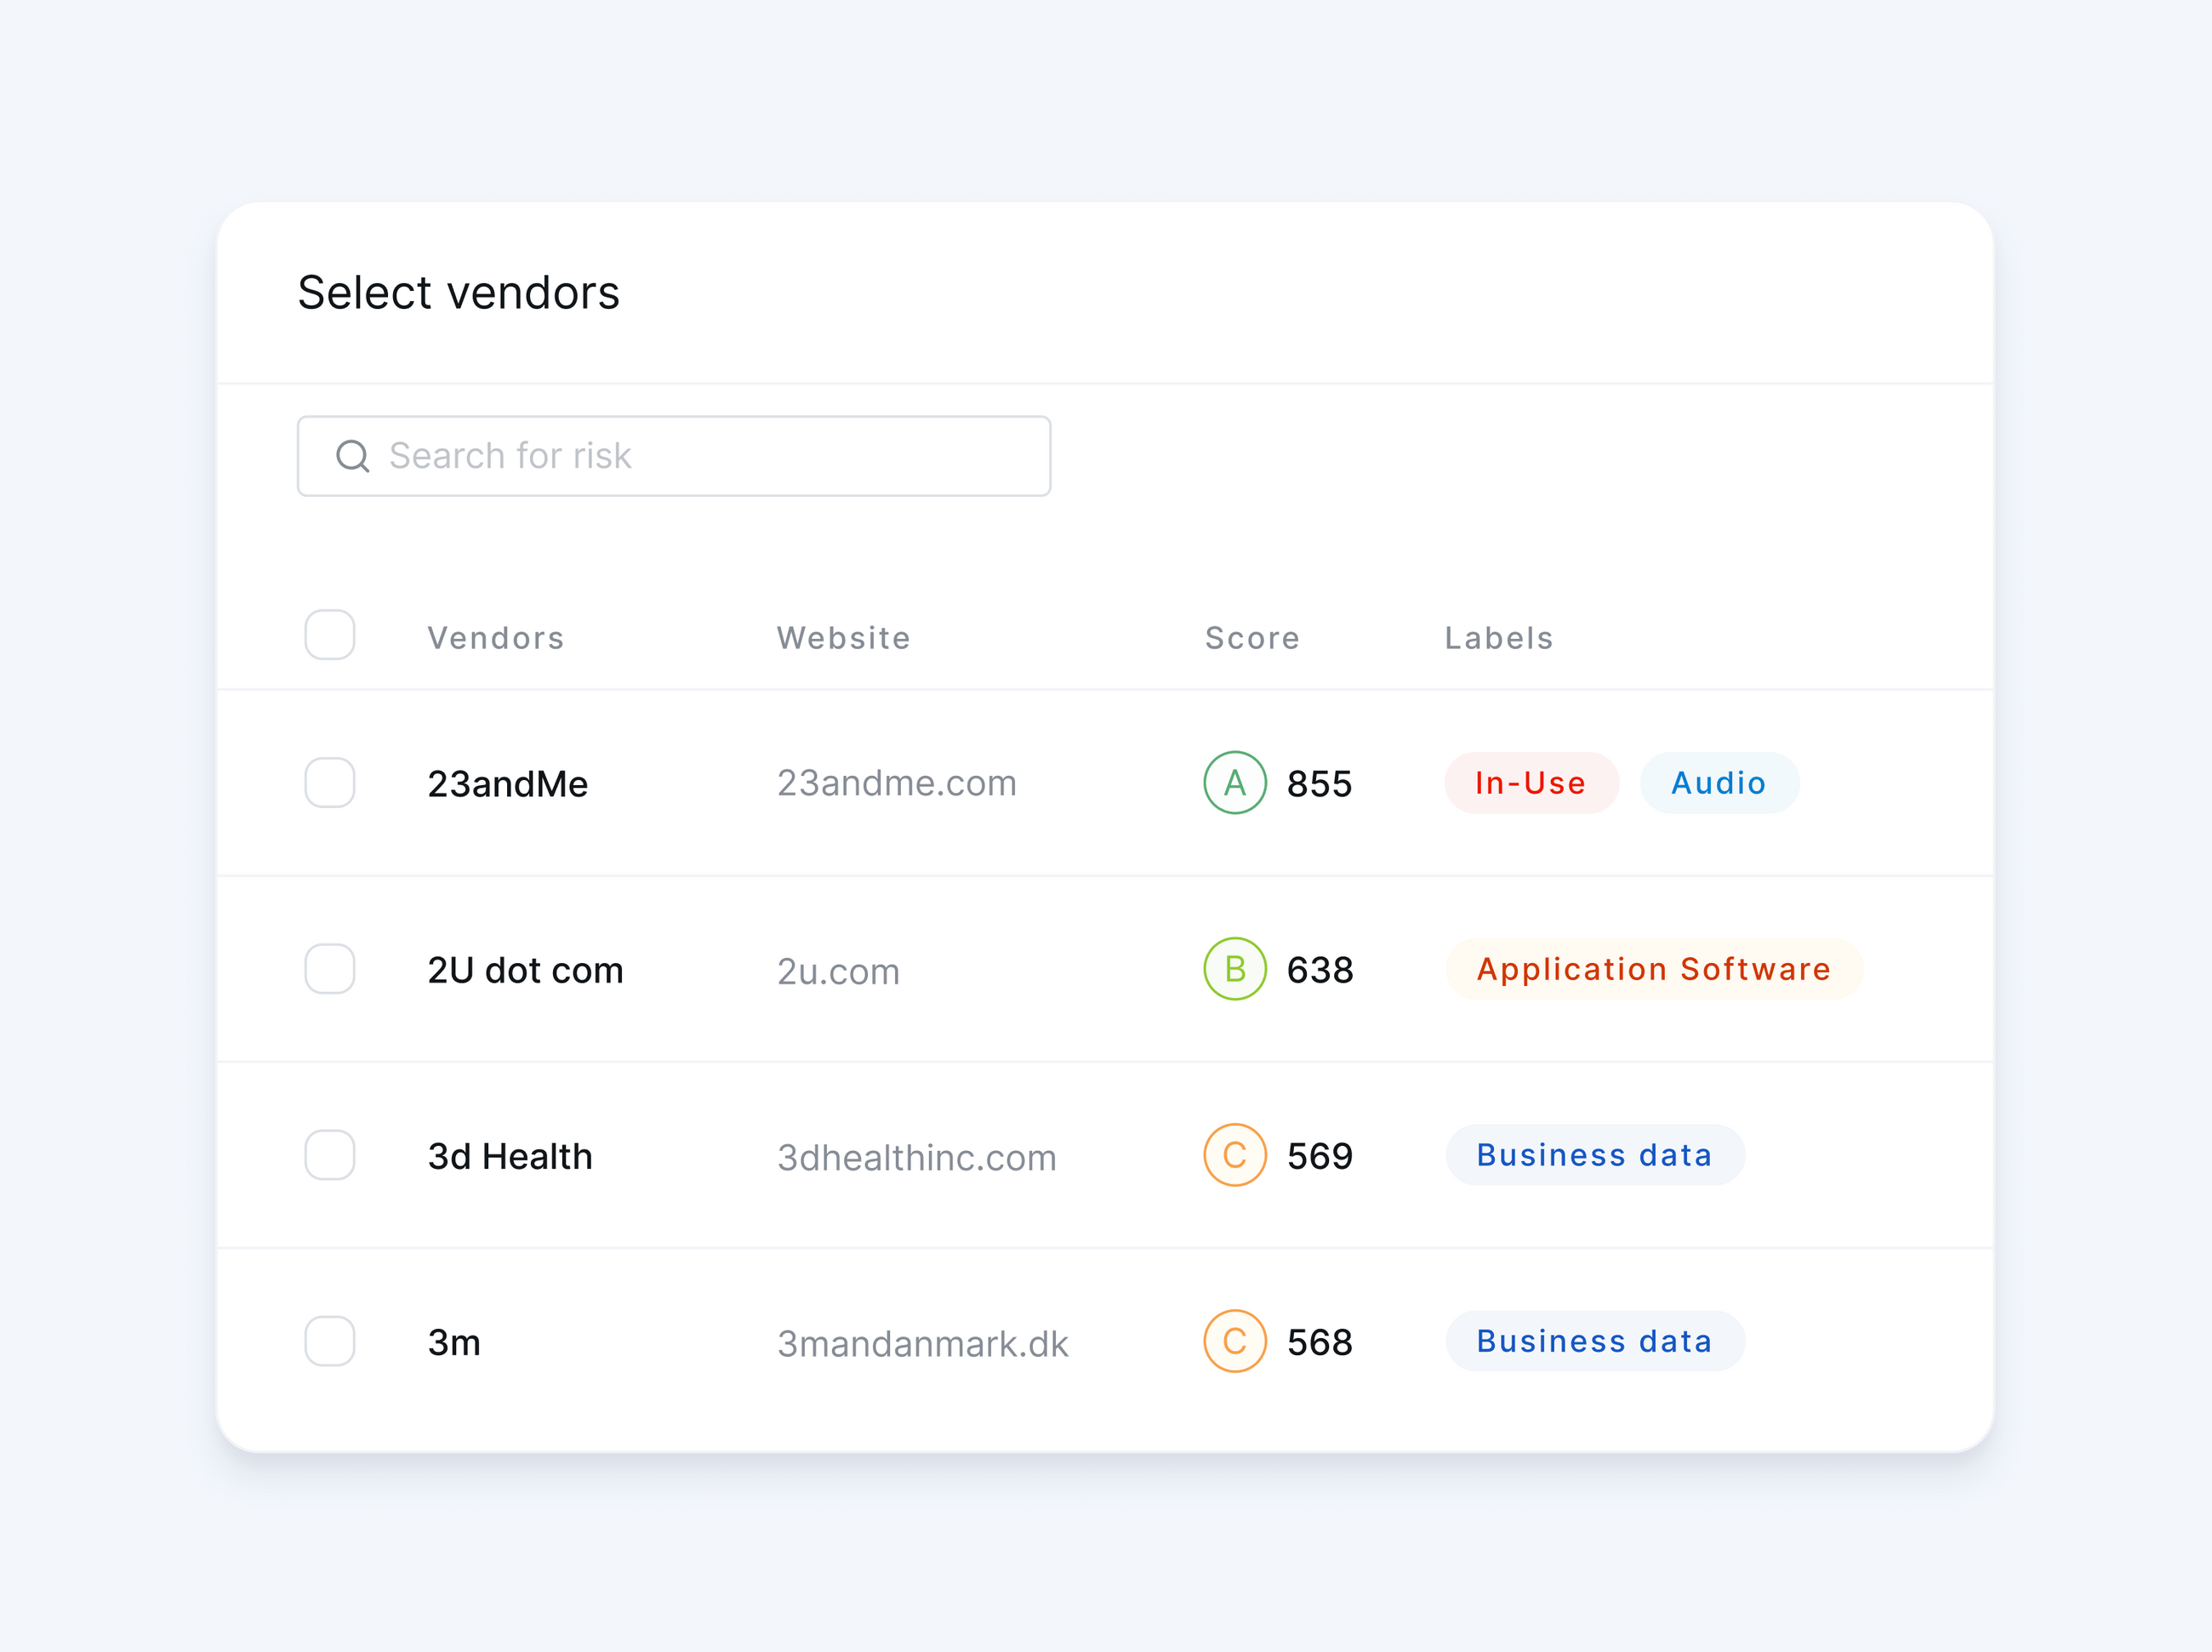 Select vendors
Search for risk
Vendors Website Score Labels
23andMe 23andme.com A 855 In-Use Audio
2U dot com 2u.com B 638 Application Software
3d Health 3dhealthinc.com C 569 Business data
3m 3mandanmark.dk C 568 Business data